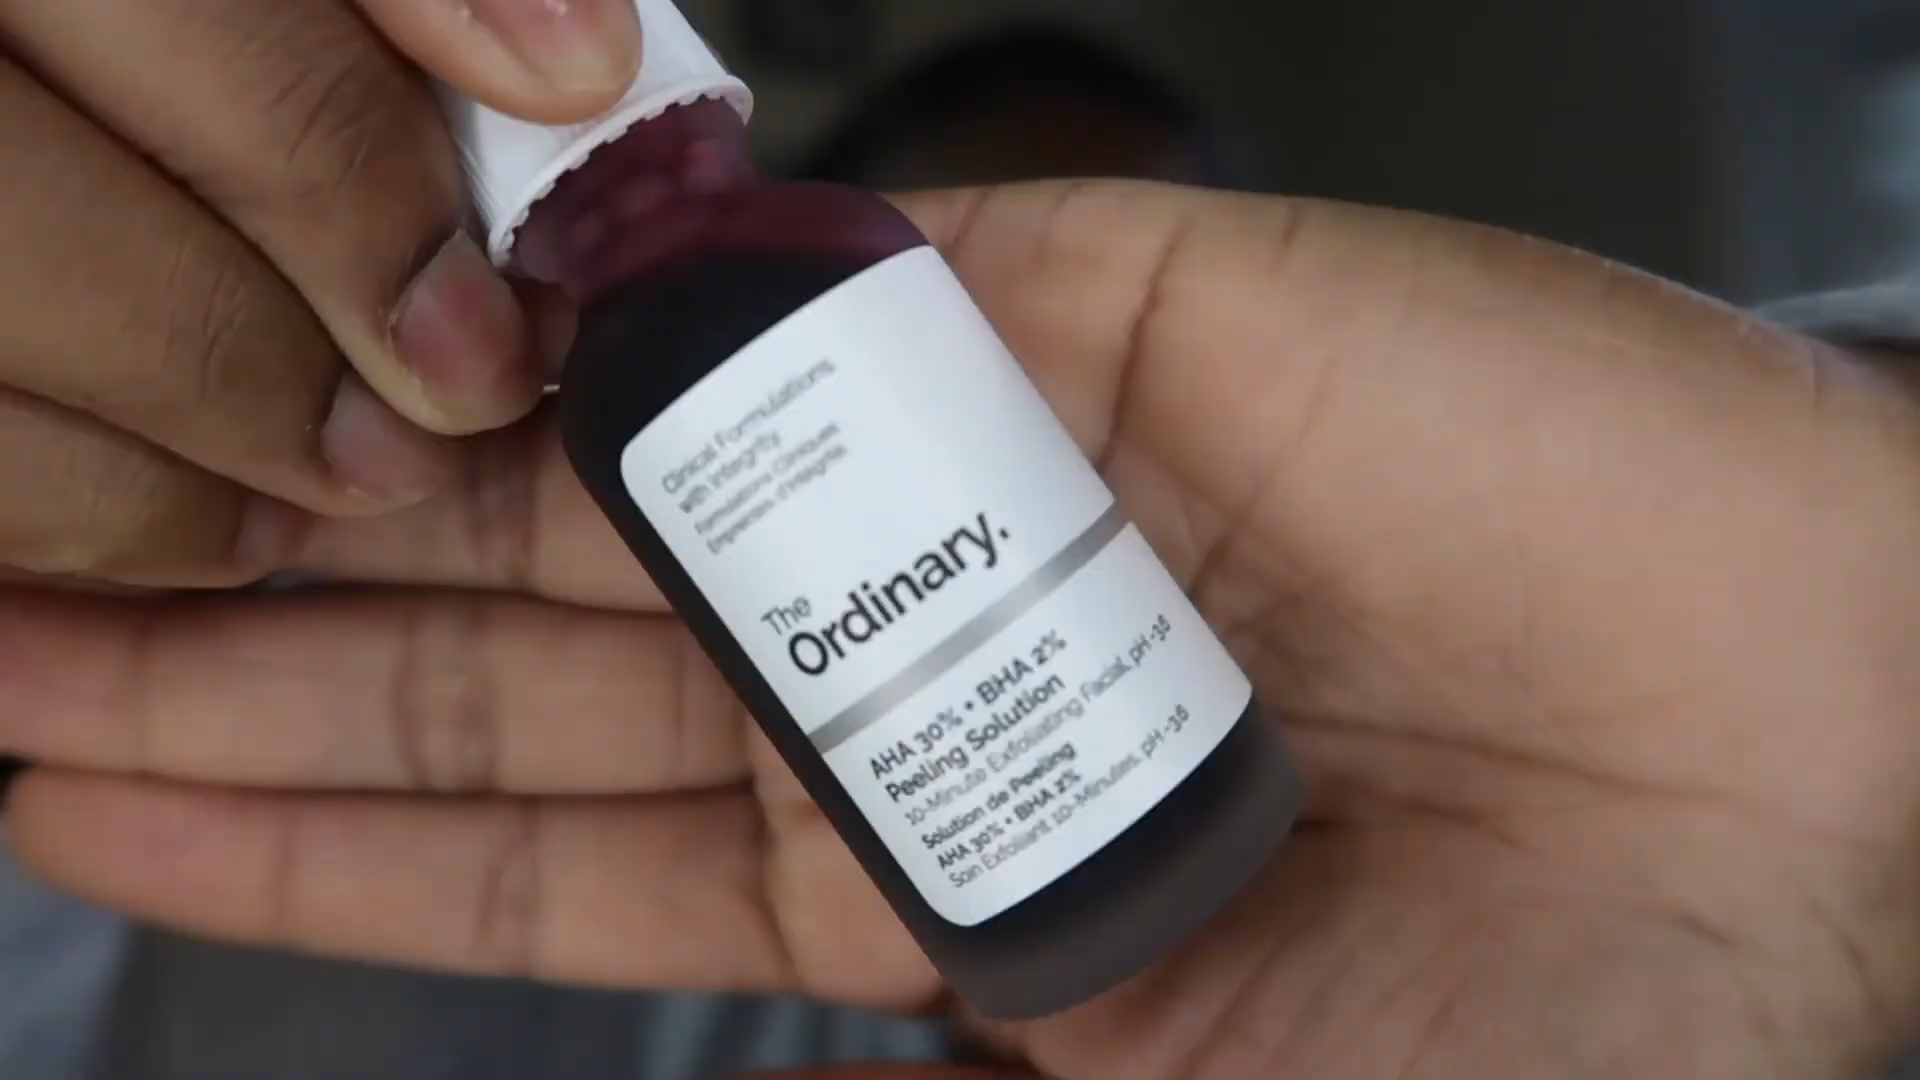 Clinical Formulations
with Integrity
Formulations Cliniques
Empreintes d'Intégrité.
The
Ordinary.
AHA 30% + BHA 2%
Peeling Solution
10-Minute Exfoliating Facial, pH ~3.6
Solution de Peeling
AHA 30% + BHA 2%
Soin Exfoliant 10-Minutes, pH ~3.6